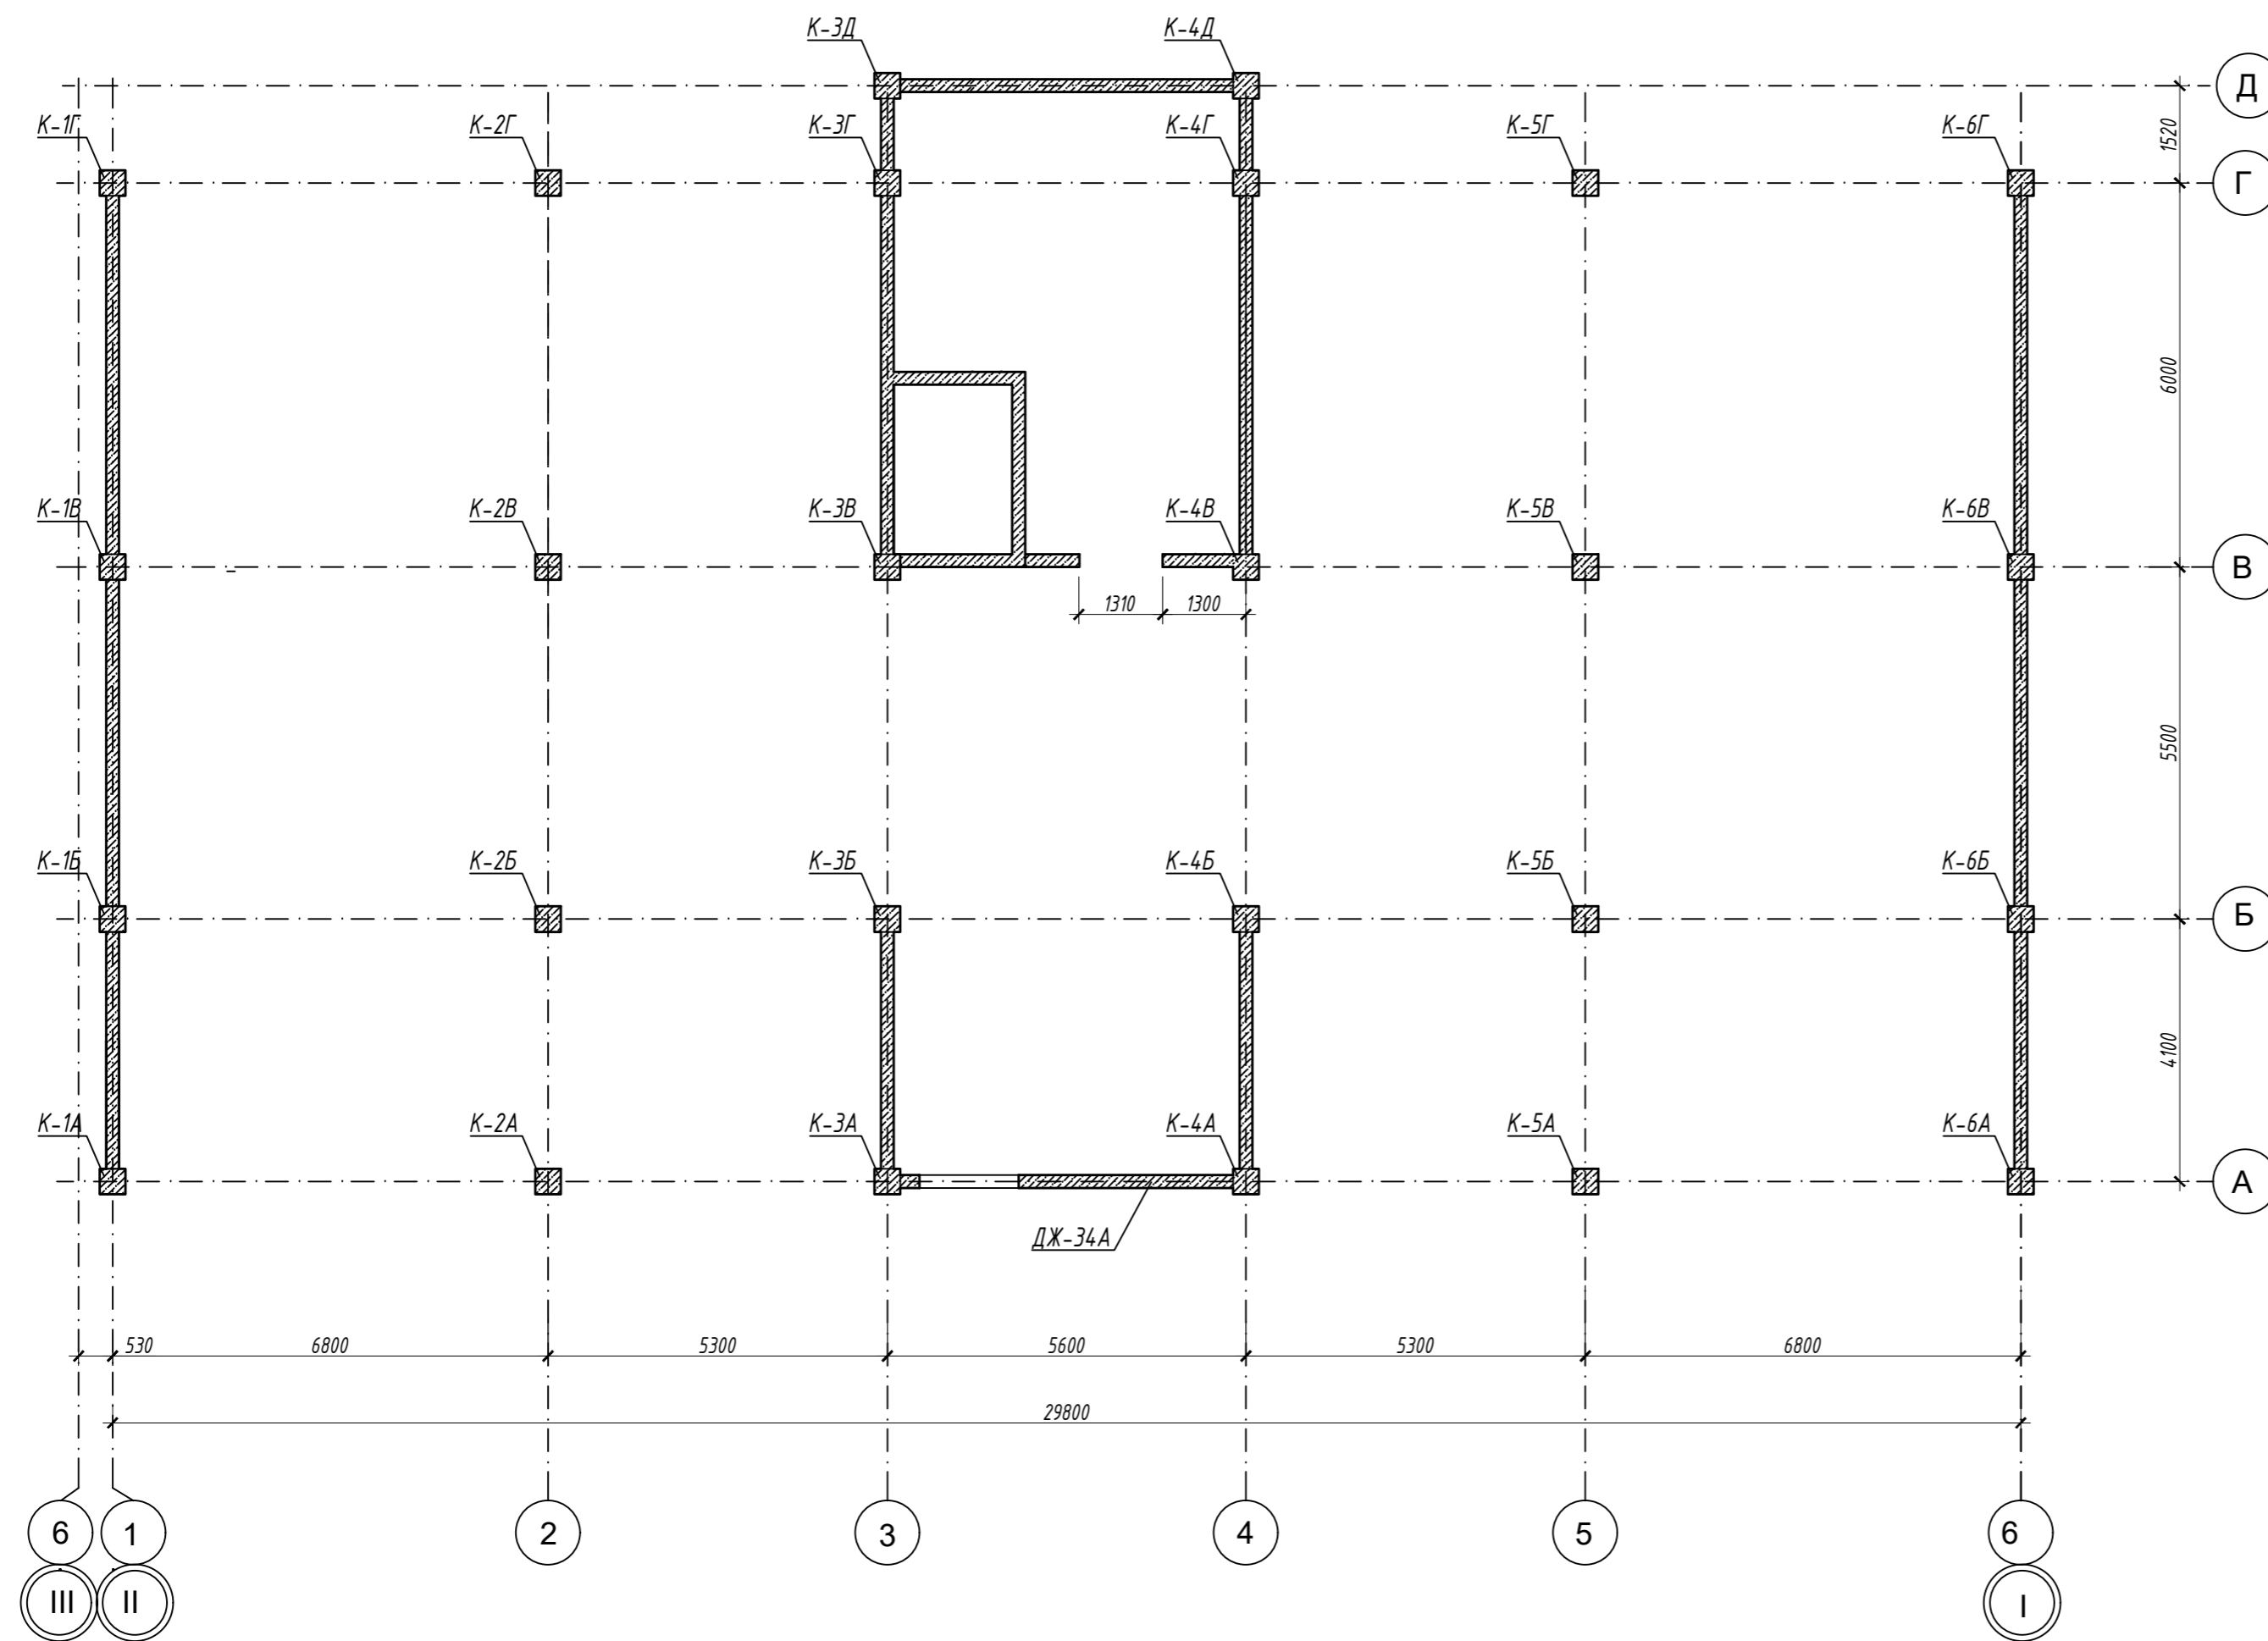 К-3Д
К-4Д
Д
К-1Г
К-2Г
К-3Г
К-4Г
К-5Г
К-6Г
1520
Г
6000
К-1В
К-2В
К-3В
К-4В
К-5В
К-6В
В
1310
1300
5500
К-1Б
К-2Б
К-3Б
К-4Б
К-5Б
К-6Б
Б
4100
К-1А
К-2А
К-3А
К-4А
К-5А
К-6А
А
ДЖ-34А
530
6800
5300
5600
5300
6800
29800
6
1
2
3
4
5
6
III
II
I